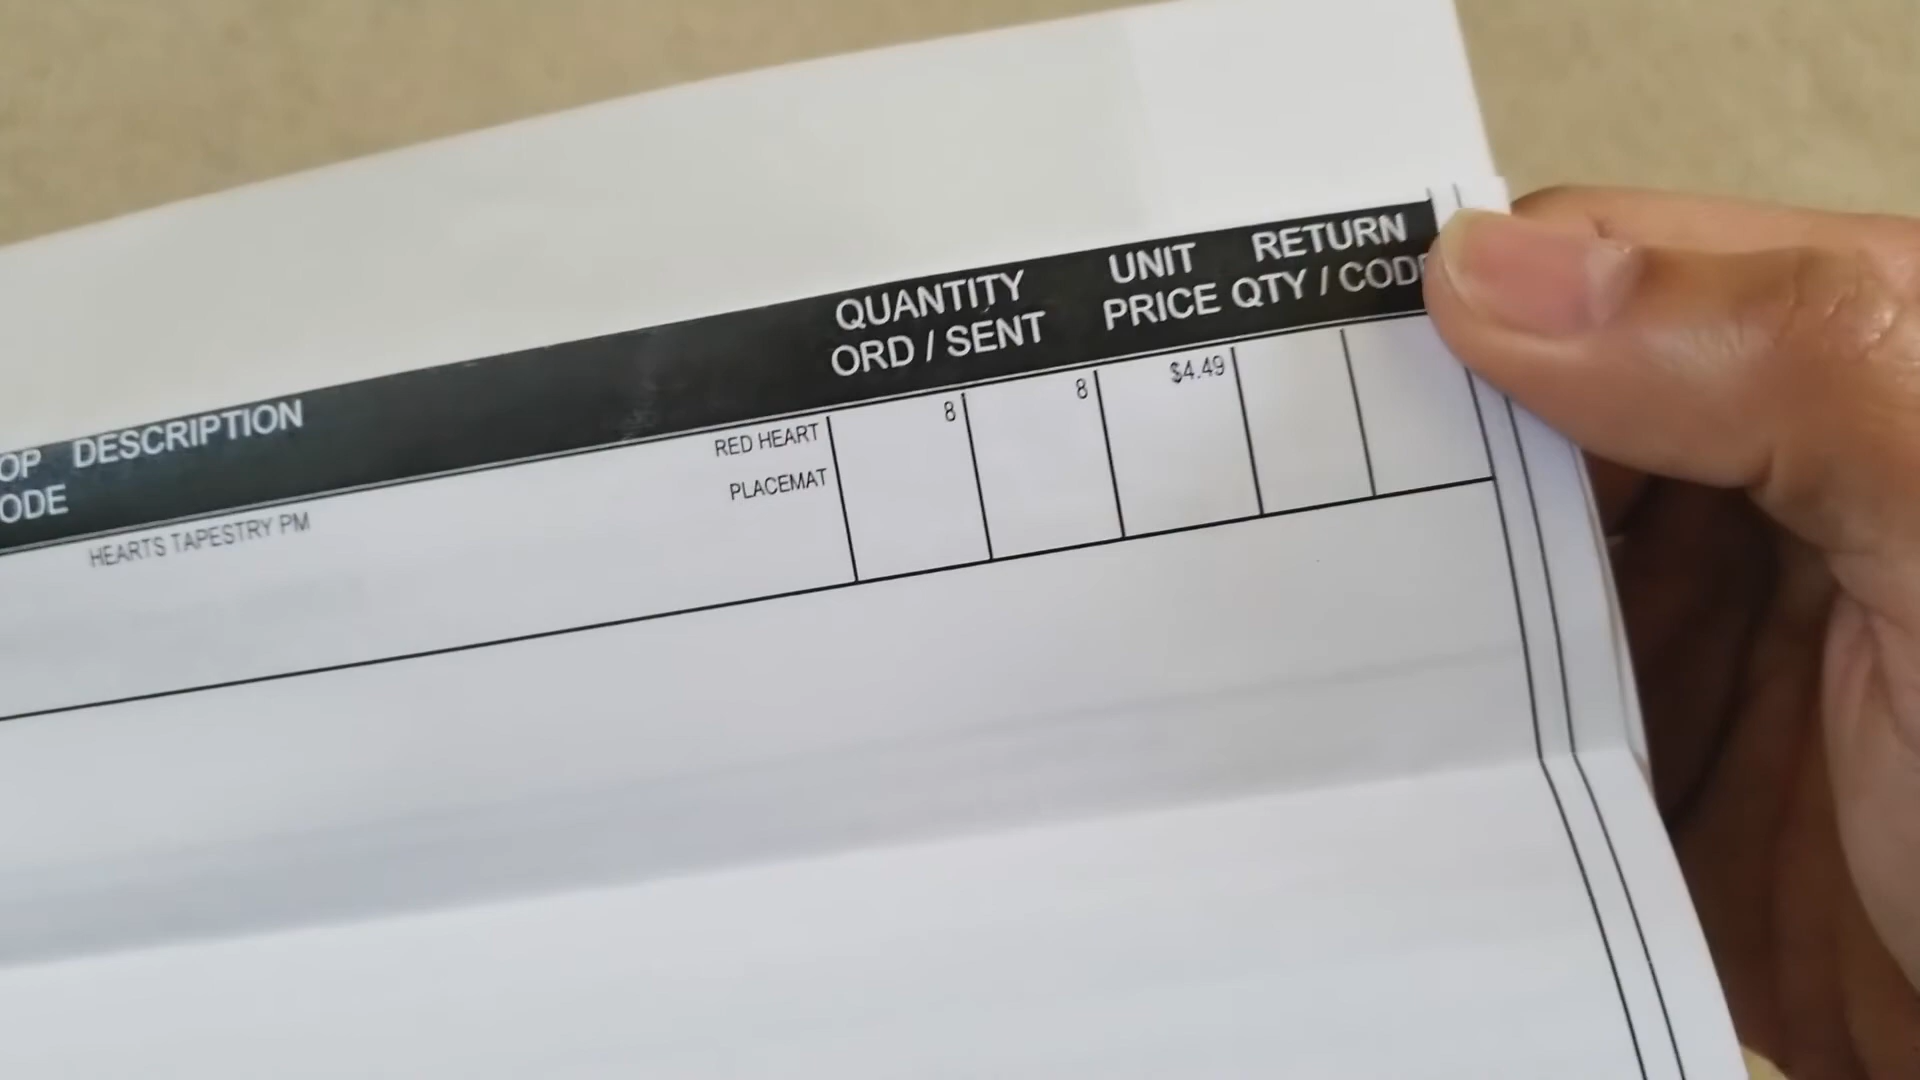 OP DESCRIPTION QUANTITY UNIT RETURN
ODE ORD / SENT PRICE QTY / CODE
HEARTS TAPESTRY PM RED HEART 8 8 $4.49
PLACEMAT